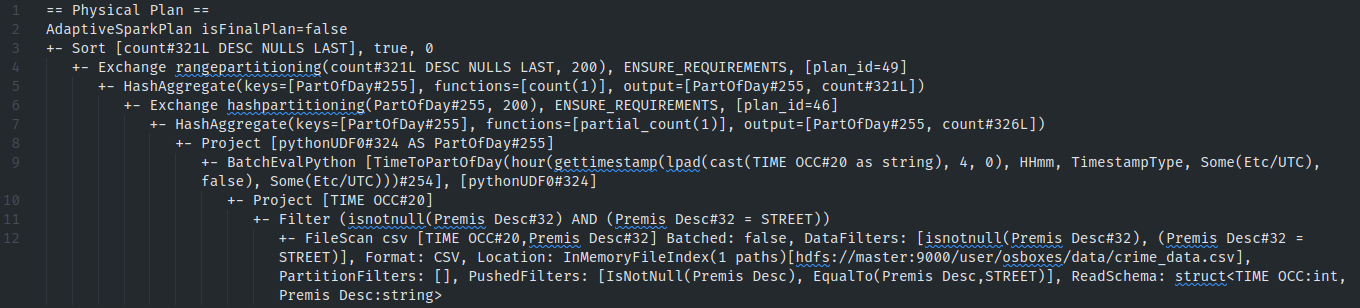 1 == Physical Plan ==
2 AdaptiveSparkPlan isFinalPlan=false
3 +- Sort [count#321L DESC NULLS LAST], true, 0
4 +- Exchange rangepartitioning(count#321L DESC NULLS LAST, 200), ENSURE_REQUIREMENTS, [plan_id=49]
5 +- HashAggregate(keys=[PartOfDay#255], functions=[count(1)], output=[PartOfDay#255, count#321L])
6 +- Exchange hashpartitioning(PartOfDay#255, 200), ENSURE_REQUIREMENTS, [plan_id=46]
7 +- HashAggregate(keys=[PartOfDay#255], functions=[partial_count(1)], output=[PartOfDay#255, count#326L])
8 +- Project [pythonUDF0#324 AS PartOfDay#255]
9 +- BatchEvalPython [TimeToPartOfDay(hour(gettimestamp(lpad(cast(TIME OCC#20 as string), 4, 0), HHmm, TimestampType, Some(Etc/UTC),
false), Some(Etc/UTC)))#254], [pythonUDF0#324]
10 +- Project [TIME OCC#20]
11 +- Filter (isnotnull(Premis Desc#32) AND (Premis Desc#32 = STREET))
12 +- FileScan csv [TIME OCC#20,Premis Desc#32] Batched: false, DataFilters: [isnotnull(Premis Desc#32), (Premis Desc#32 =
STREET)], Format: CSV, Location: InMemoryFileIndex(1 paths)[hdfs://master:9000/user/osboxes/data/crime_data.csv],
PartitionFilters: [], PushedFilters: [IsNotNull(Premis Desc), EqualTo(Premis Desc,STREET)], ReadSchema: struct<TIME OCC:int,
Premis Desc:string>